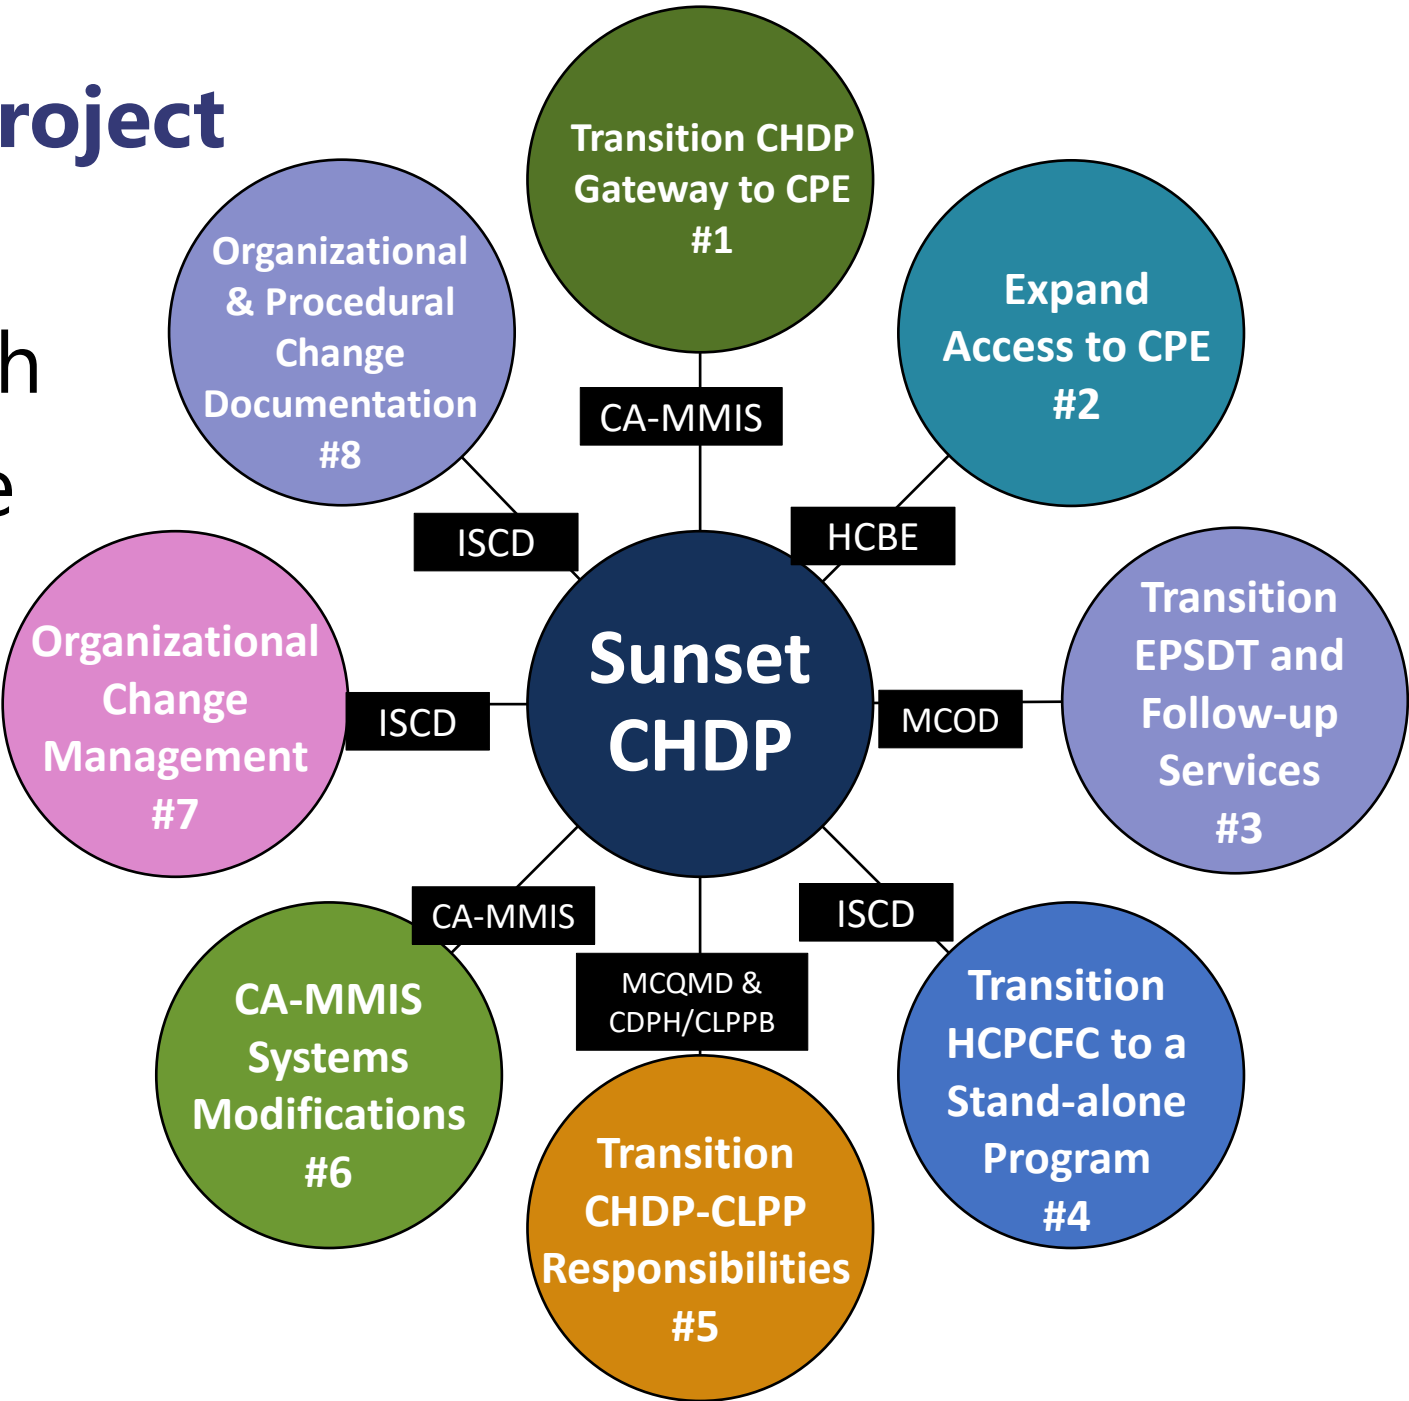 roject
h
e
Transition CHDP
Gateway to CPE
#1
CA-MMIS
Expand
Access to CPE
#2
HCBE
Transition
EPSDT and
Follow-up
Services
#3
MCOD
Transition
HCPCFC to a
Stand-alone
Program
#4
ISCD
Transition
CHDP-CLPP
Responsibilities
#5
MCQMD &
CDPH/CLPPB
CA-MMIS
Systems
Modifications
#6
CA-MMIS
Organizational
Change
Management
#7
ISCD
Organizational
& Procedural
Change
Documentation
#8
ISCD
Sunset
CHDP